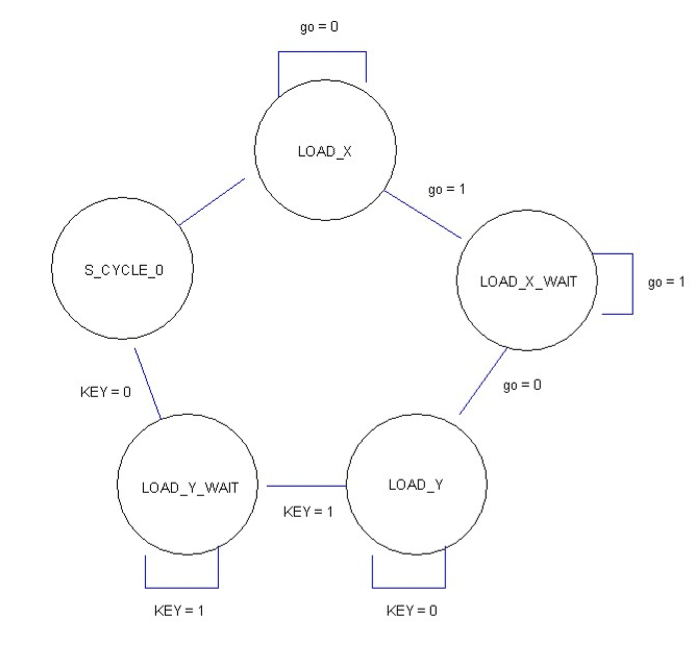 go = 0
LOAD_X
go = 1
S_CYCLE_0
LOAD_X_WAIT
go = 1
KEY = 0
go = 0
LOAD_Y_WAIT
LOAD_Y
KEY = 1
KEY = 1
KEY = 0